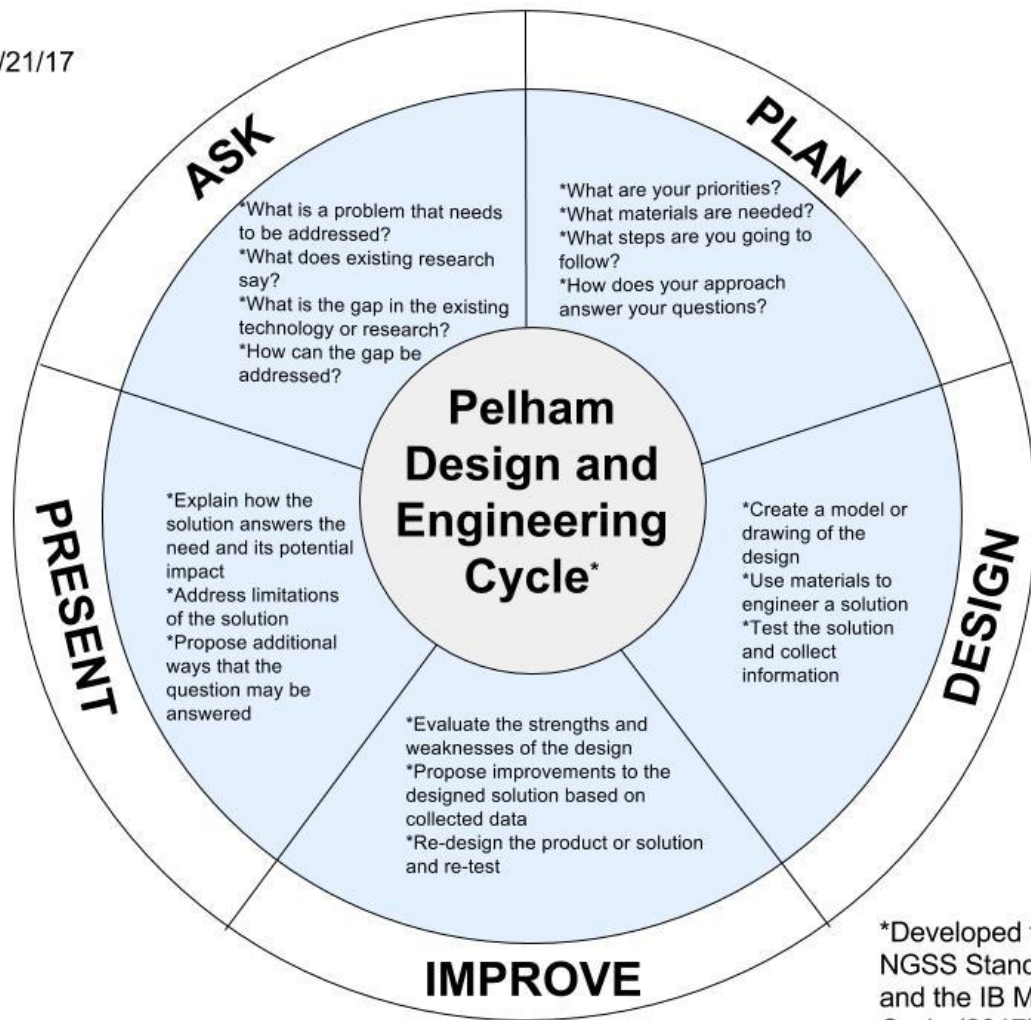 /21/17
ASK
*What is a problem that needs
to be addressed?
*What does existing research
say?
*What is the gap in the existing
technology or research?
*How can the gap be
addressed?
PLAN
*What are your priorities?
*What materials are needed?
*What steps are you going to
follow?
*How does your approach
answer your questions?
Pelham
Design and
Engineering
Cycle*
DESIGN
*Create a model or
drawing of the
design
*Use materials to
engineer a solution
*Test the solution
and collect
information
IMPROVE
*Evaluate the strengths and
weaknesses of the design
*Propose improvements to the
designed solution based on
collected data
*Re-design the product or solution
and re-test
PRESENT
*Explain how the
solution answers the
need and its potential
impact
*Address limitations
of the solution
*Propose additional
ways that the
question may be
answered
*Developed
NGSS
and the IB